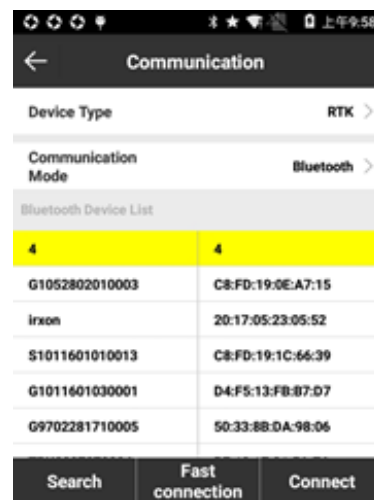 上午9:58
Communication
Device Type RTK
Communication
Mode
Bluetooth
Bluetooth Device List
4 4
G1052802010003 C8:FD:19:0E:A7:15
irxon 20:17:05:23:05:52
S1011601010013 C8:FD:19:1C:66:39
G1011601030001 D4:F5:13:FB:B7:D7
G9702281710005 50:33:8B:DA:98:06
Search
Fast
connection
Connect